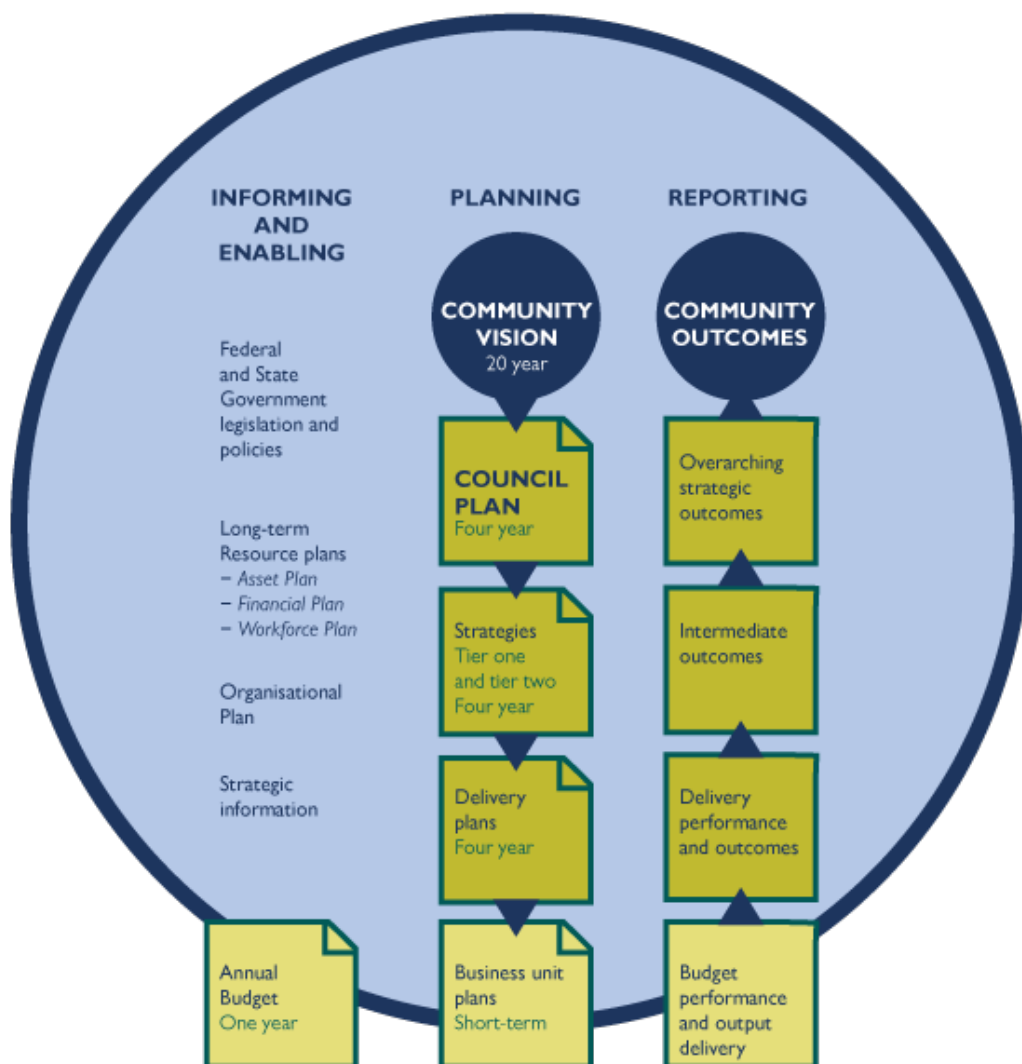 INFORMING
AND
ENABLING
Federal
and State
Government
legislation and
policies
Long-term
Resource plans
– Asset Plan
– Financial Plan
– Workforce Plan
Organisational
Plan
Strategic
information
Annual
Budget
One year
PLANNING
COMMUNITY
VISION
20 year
COUNCIL
PLAN
Four year
Strategies
Tier one
and tier two
Four year
Delivery
plans
Four year
Business unit
plans
Short-term
REPORTING
COMMUNITY
OUTCOMES
Overarching
strategic
outcomes
Intermediate
outcomes
Delivery
performance
and outcomes
Budget
performance
and output
delivery